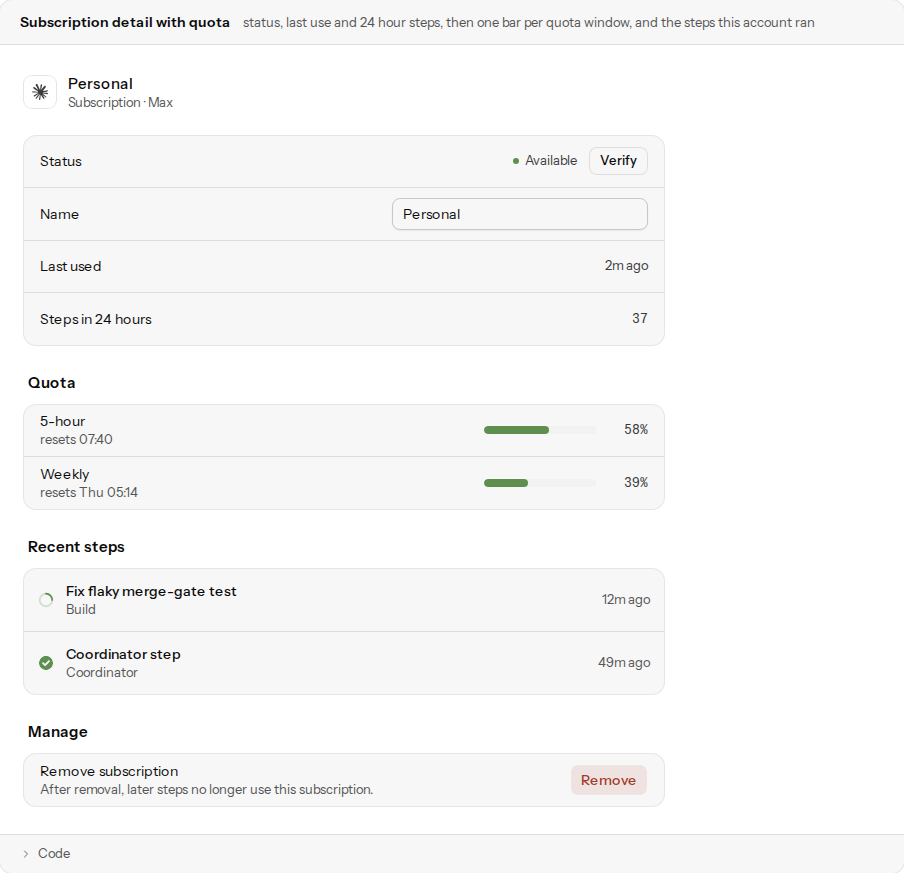 Subscription detail with quota status, last use and 24 hour steps, then one bar per quota window, and the steps this account ran
Personal
Subscription · Max
Status Available Verify
Name Personal
Last used 2m ago
Steps in 24 hours 37
Quota
5-hour
resets 07:40
58%
Weekly
resets Thu 05:14
39%
Recent steps
Fix flaky merge-gate test
Build
12m ago
Coordinator step
Coordinator
49m ago
Manage
Remove subscription
After removal, later steps no longer use this subscription.
Remove
Code